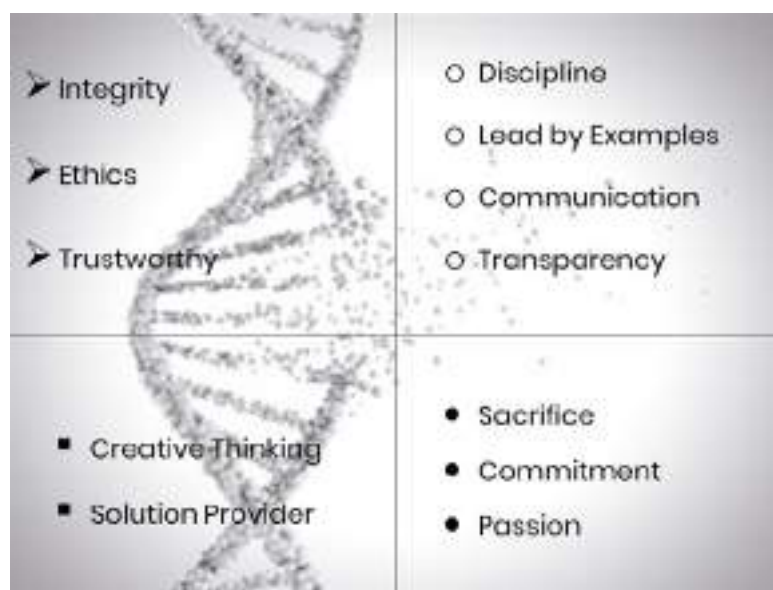 ➢ Integrity
➢ Ethics
➢ Trustworthy
○ Discipline
○ Lead by Examples
○ Communication
○ Transparency
▪ Creative Thinking
▪ Solution Provider
● Sacrifice
● Commitment
● Passion